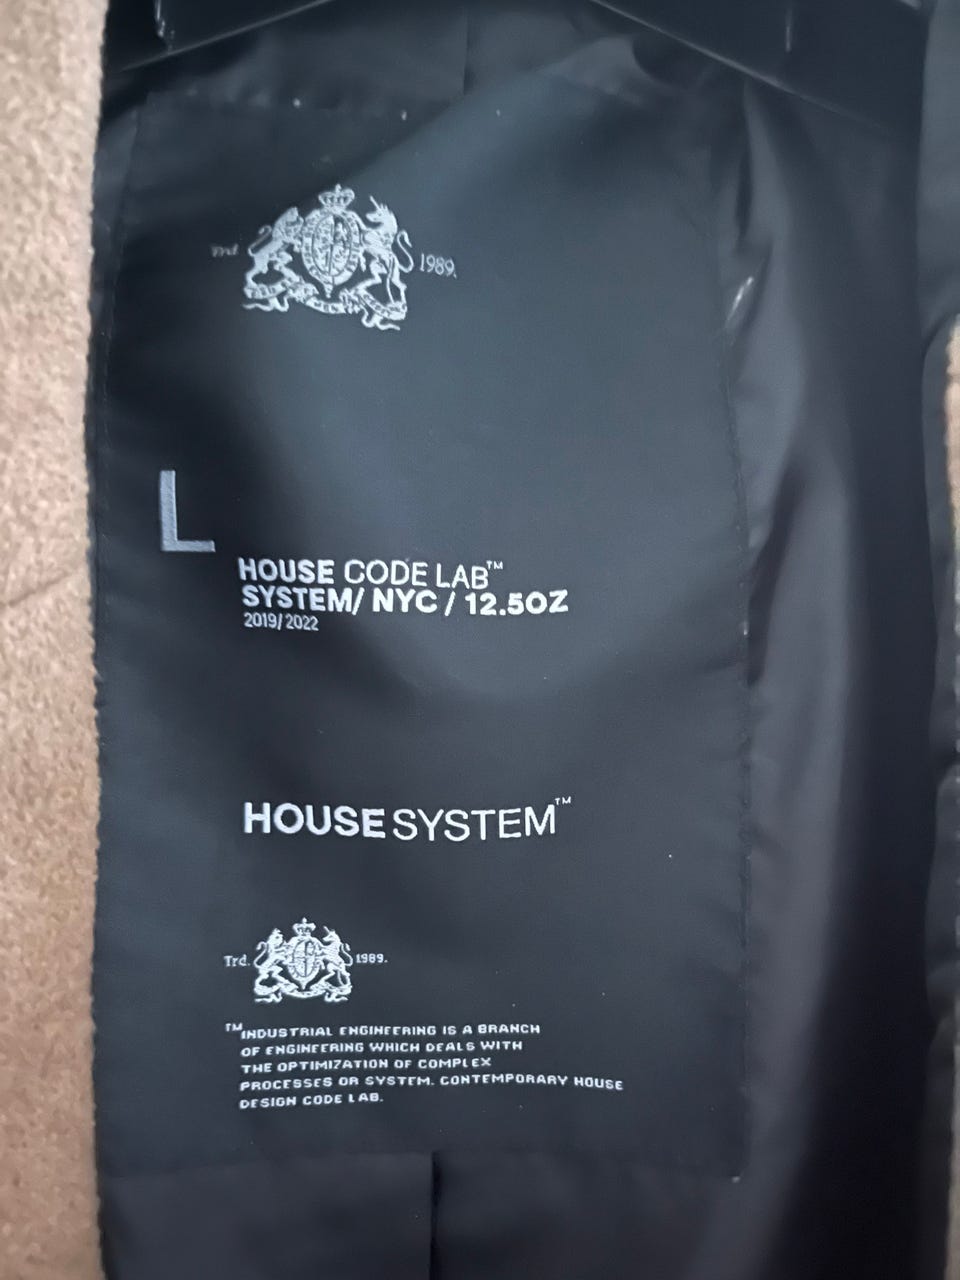 Trd 1989.
L
HOUSE CODE LAB™
SYSTEM/ NYC / 12.5OZ
2019/2022
HOUSE SYSTEM™
Trd. 1989.
™INDUSTRIAL ENGINEERING IS A BRANCH
OF ENGINEERING WHICH DEALS WITH
THE OPTIMIZATION OF COMPLEX
PROCESSES OR SYSTEM. CONTEMPORARY HOUSE
DESIGN CODE LAB.